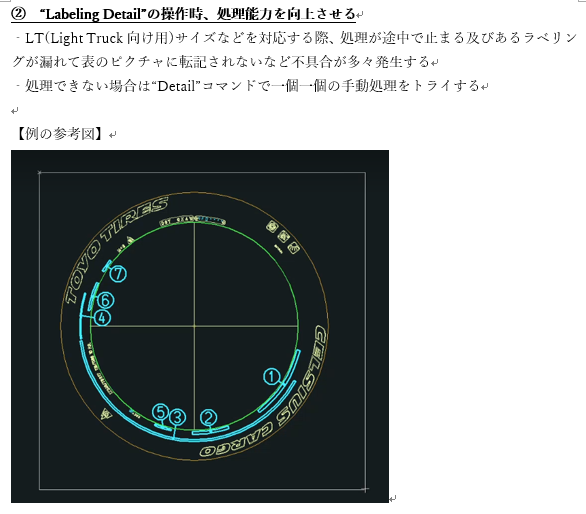 ② “Labeling Detail”の操作時、処理能力を向上させる
‐LT(Light Truck 向け用)サイズなどを対応する際、処理が途中で止まる及びあるラベリン
グが漏れて表のピクチャに転記されないなど不具合が多々発生する
‐処理できない場合は“Detail”コマンドで一個一個の手動処理をトライする
【例の参考図】
TOYO TIRES
⑦
⑥
④
①
CELSIUS CARGO
⑤
③
②